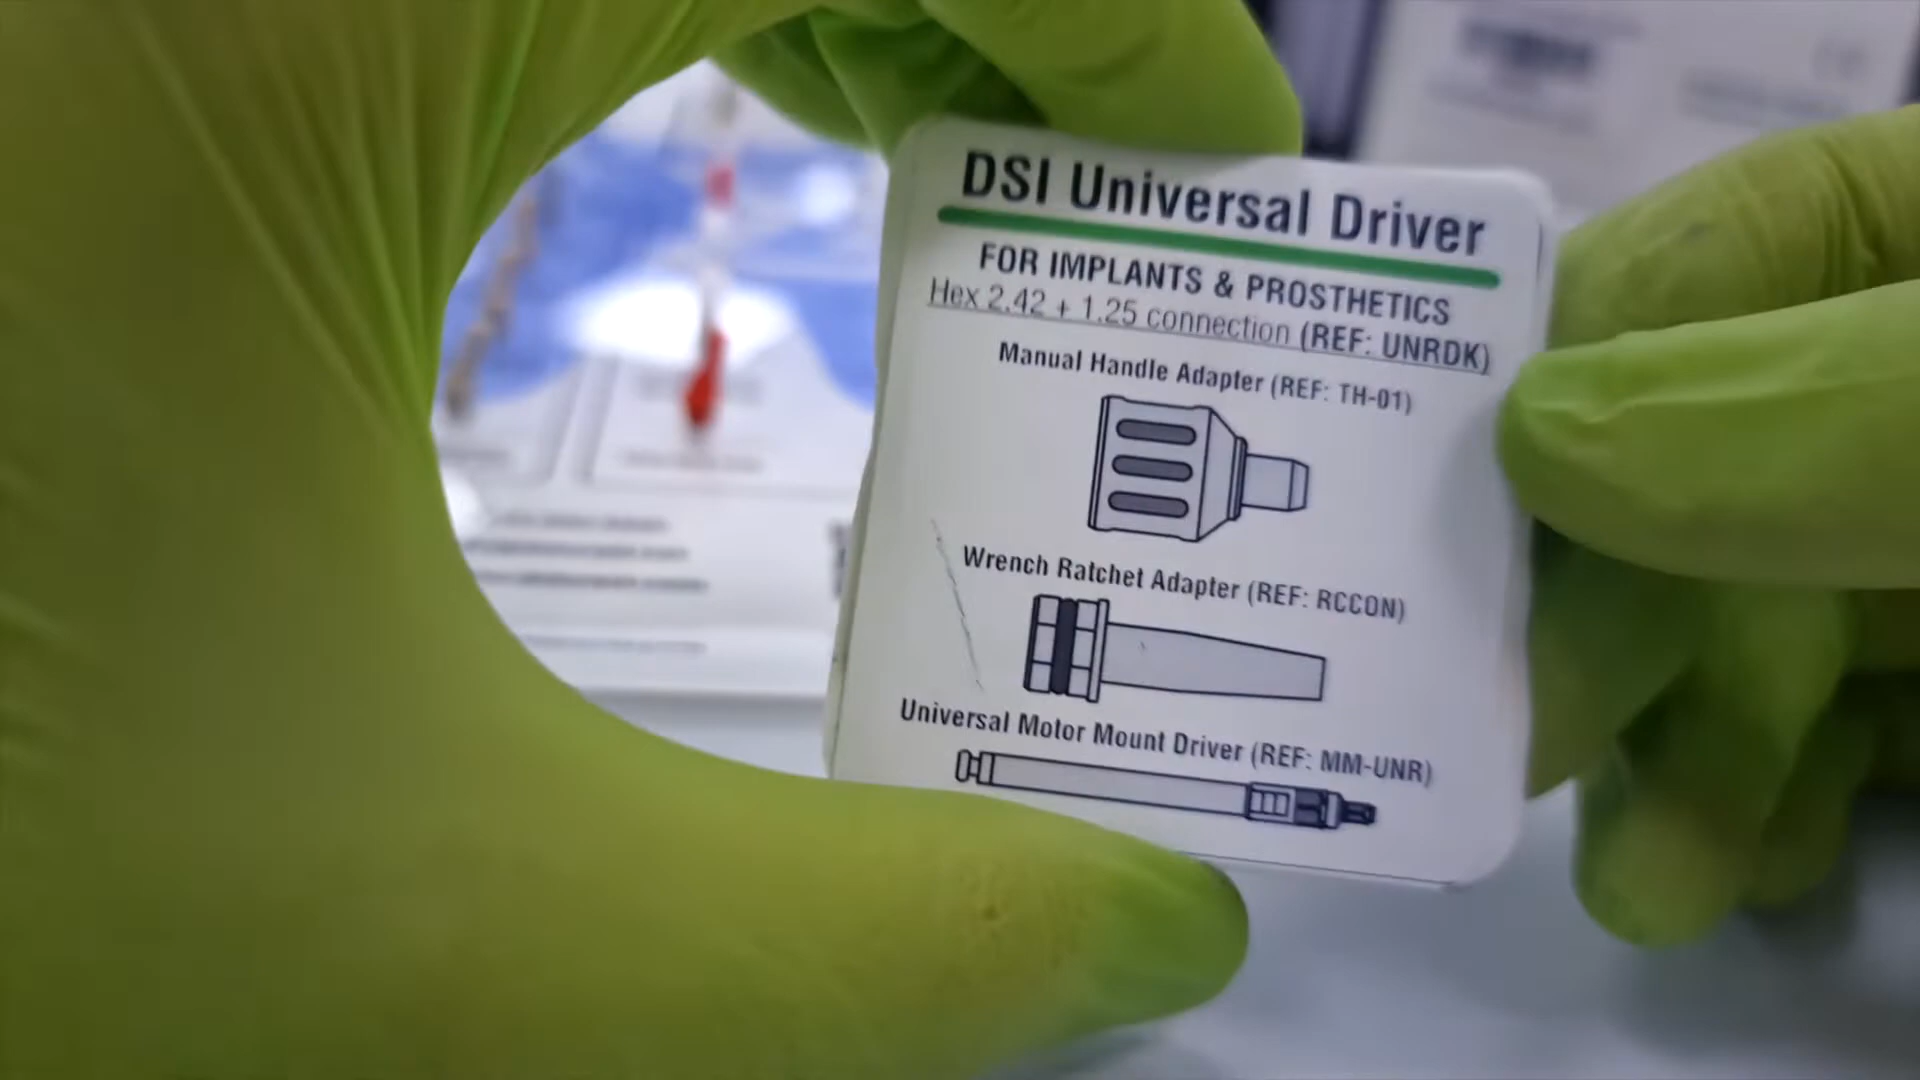 DSI Universal Driver
FOR IMPLANTS & PROSTHETICS
Hex 2.42 + 1.25 connection (REF: UNRDK)
Manual Handle Adapter (REF: TH-01)
Wrench Ratchet Adapter (REF: RCCON)
Universal Motor Mount Driver (REF: MM-UNR)